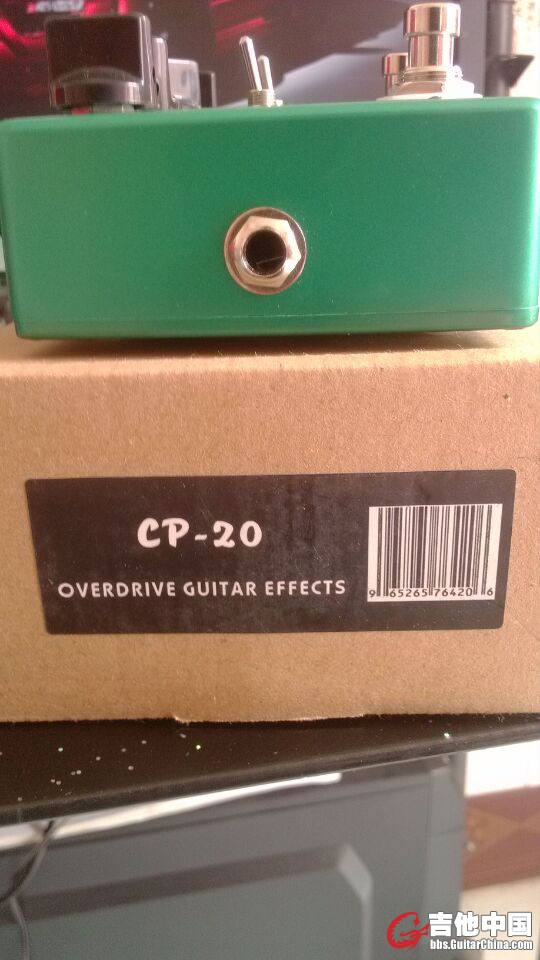 CP-20
OVERDRIVE GUITAR EFFECTS
9 65265 76420 6
吉他中国
bbs.GuitarChina.com